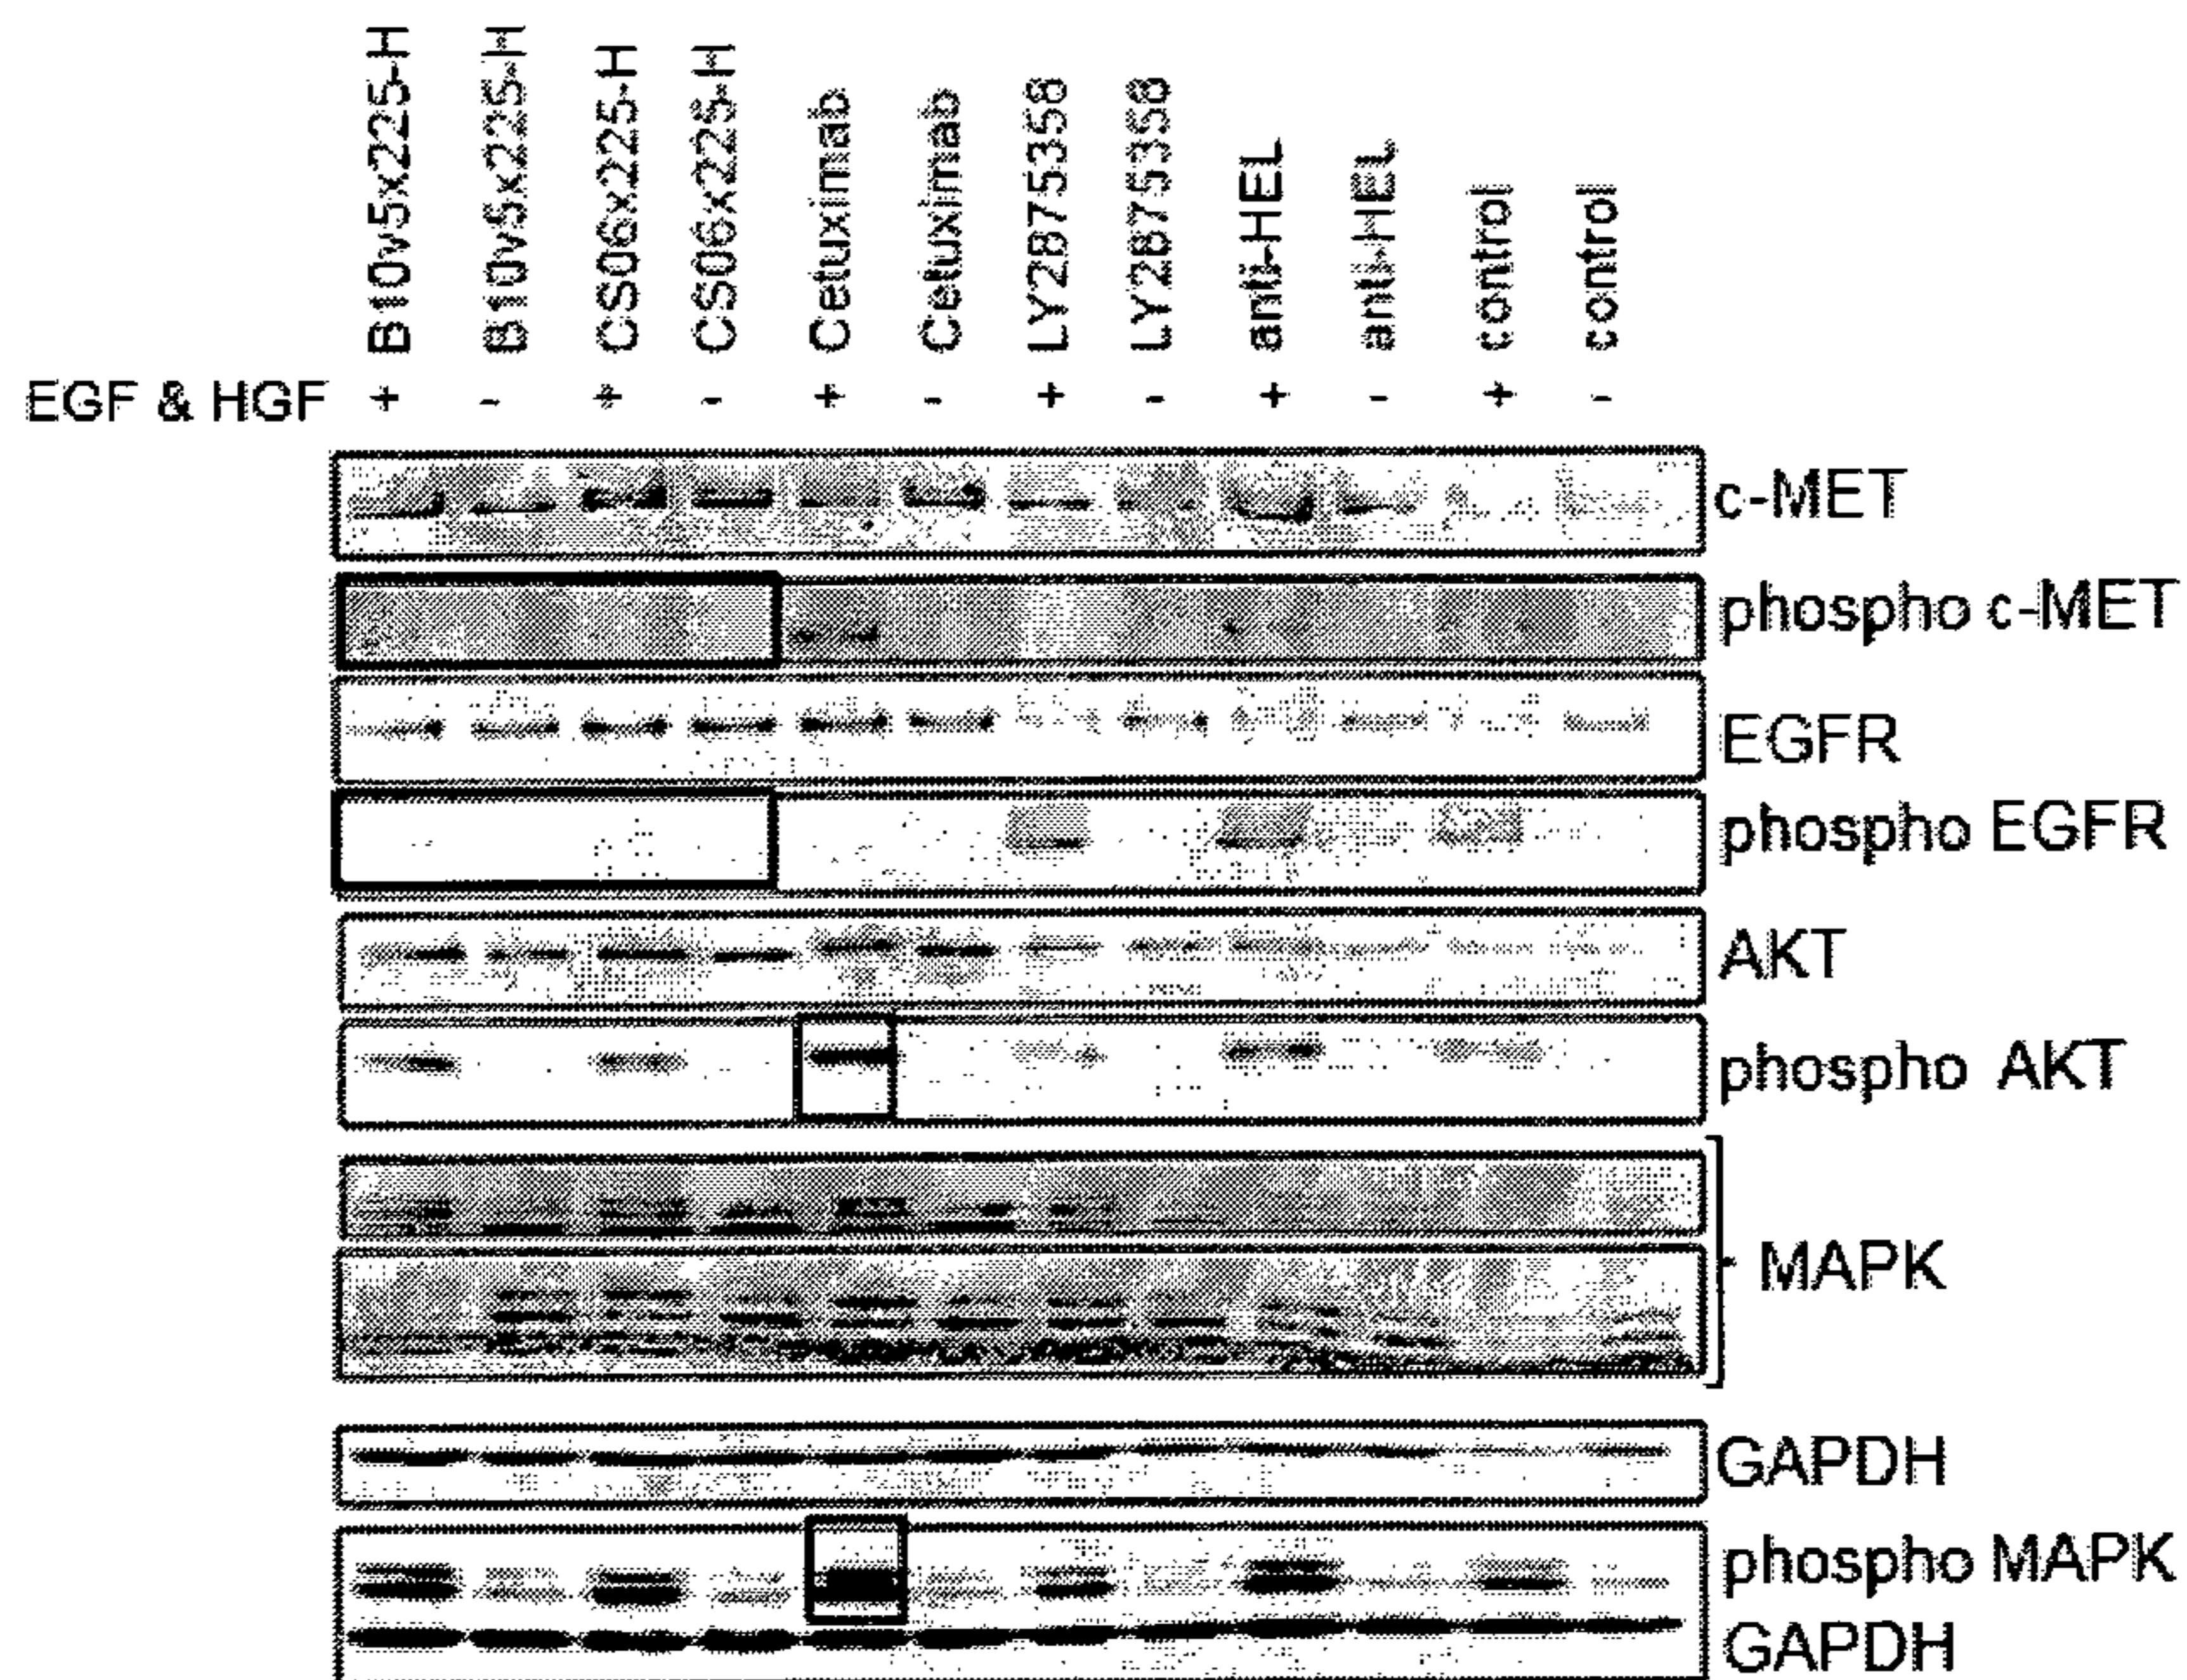 B10v5x225-H
B10v5x225-H
CS06x225-H
CS06x225-H
Cetuximab
Cetuximab
LY2875358
LY2875358
anti-HEL
anti-HEL
control
control
EGF & HGF + - + - + - + - + - + -
c-MET
phospho c-MET
EGFR
phospho EGFR
AKT
phospho AKT
MAPK
GAPDH
phospho MAPK
GAPDH